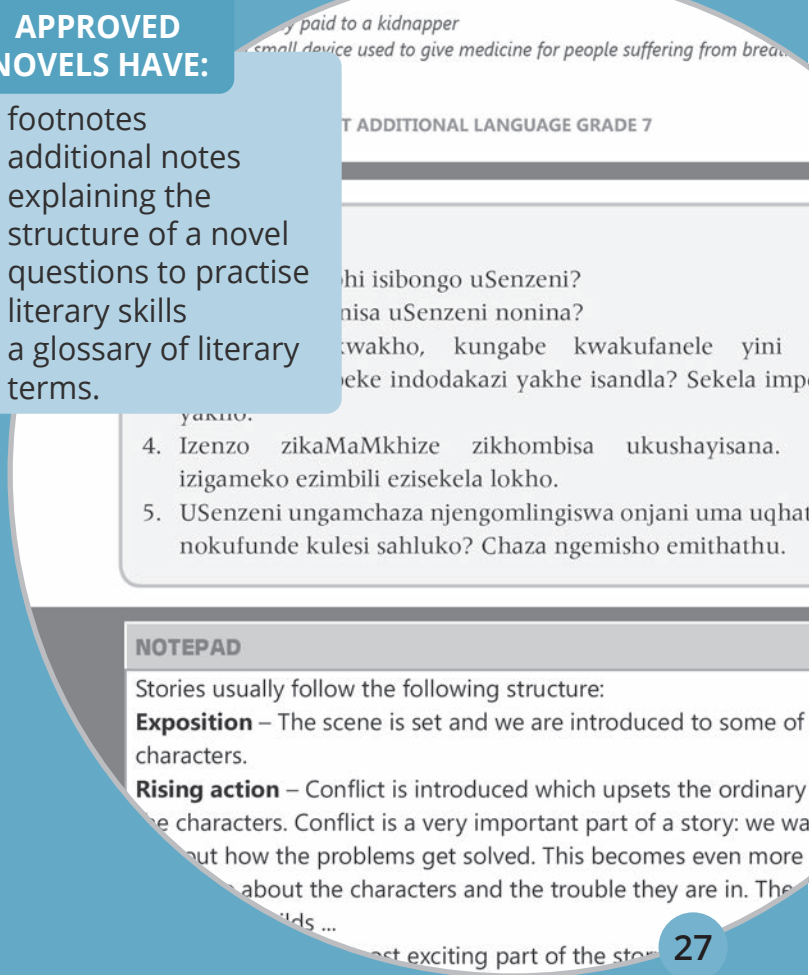 APPROVED
NOVELS HAVE:
footnotes
additional notes
explaining the
structure of a novel
questions to practise
literary skills
a glossary of literary
terms.
paid to a kidnapper
small device used to give medicine for people suffering from
ADDITIONAL LANGUAGE GRADE 7
isibongo uSenzeni?
uSenzeni nonina?
kungabe kwakufanele yini
indodakazi yakhe isandla? Sekela
yakho.
4. Izenzo zikaMaMkhize zikhombisa ukushayisana.
izigameko ezimbili ezisekela lokho.
5. USenzeni ungamchaza njengomlingiswa onjani uma
nokufunde kulesi sahluko? Chaza ngemisho emithathu.
NOTEPAD
Stories usually follow the following structure:
Exposition – The scene is set and we are introduced to some of
characters.
Rising action – Conflict is introduced which upsets the ordinary
characters. Conflict is a very important part of a story: we
how the problems get solved. This becomes even more
about the characters and the trouble they are in.
...
exciting part of the
27